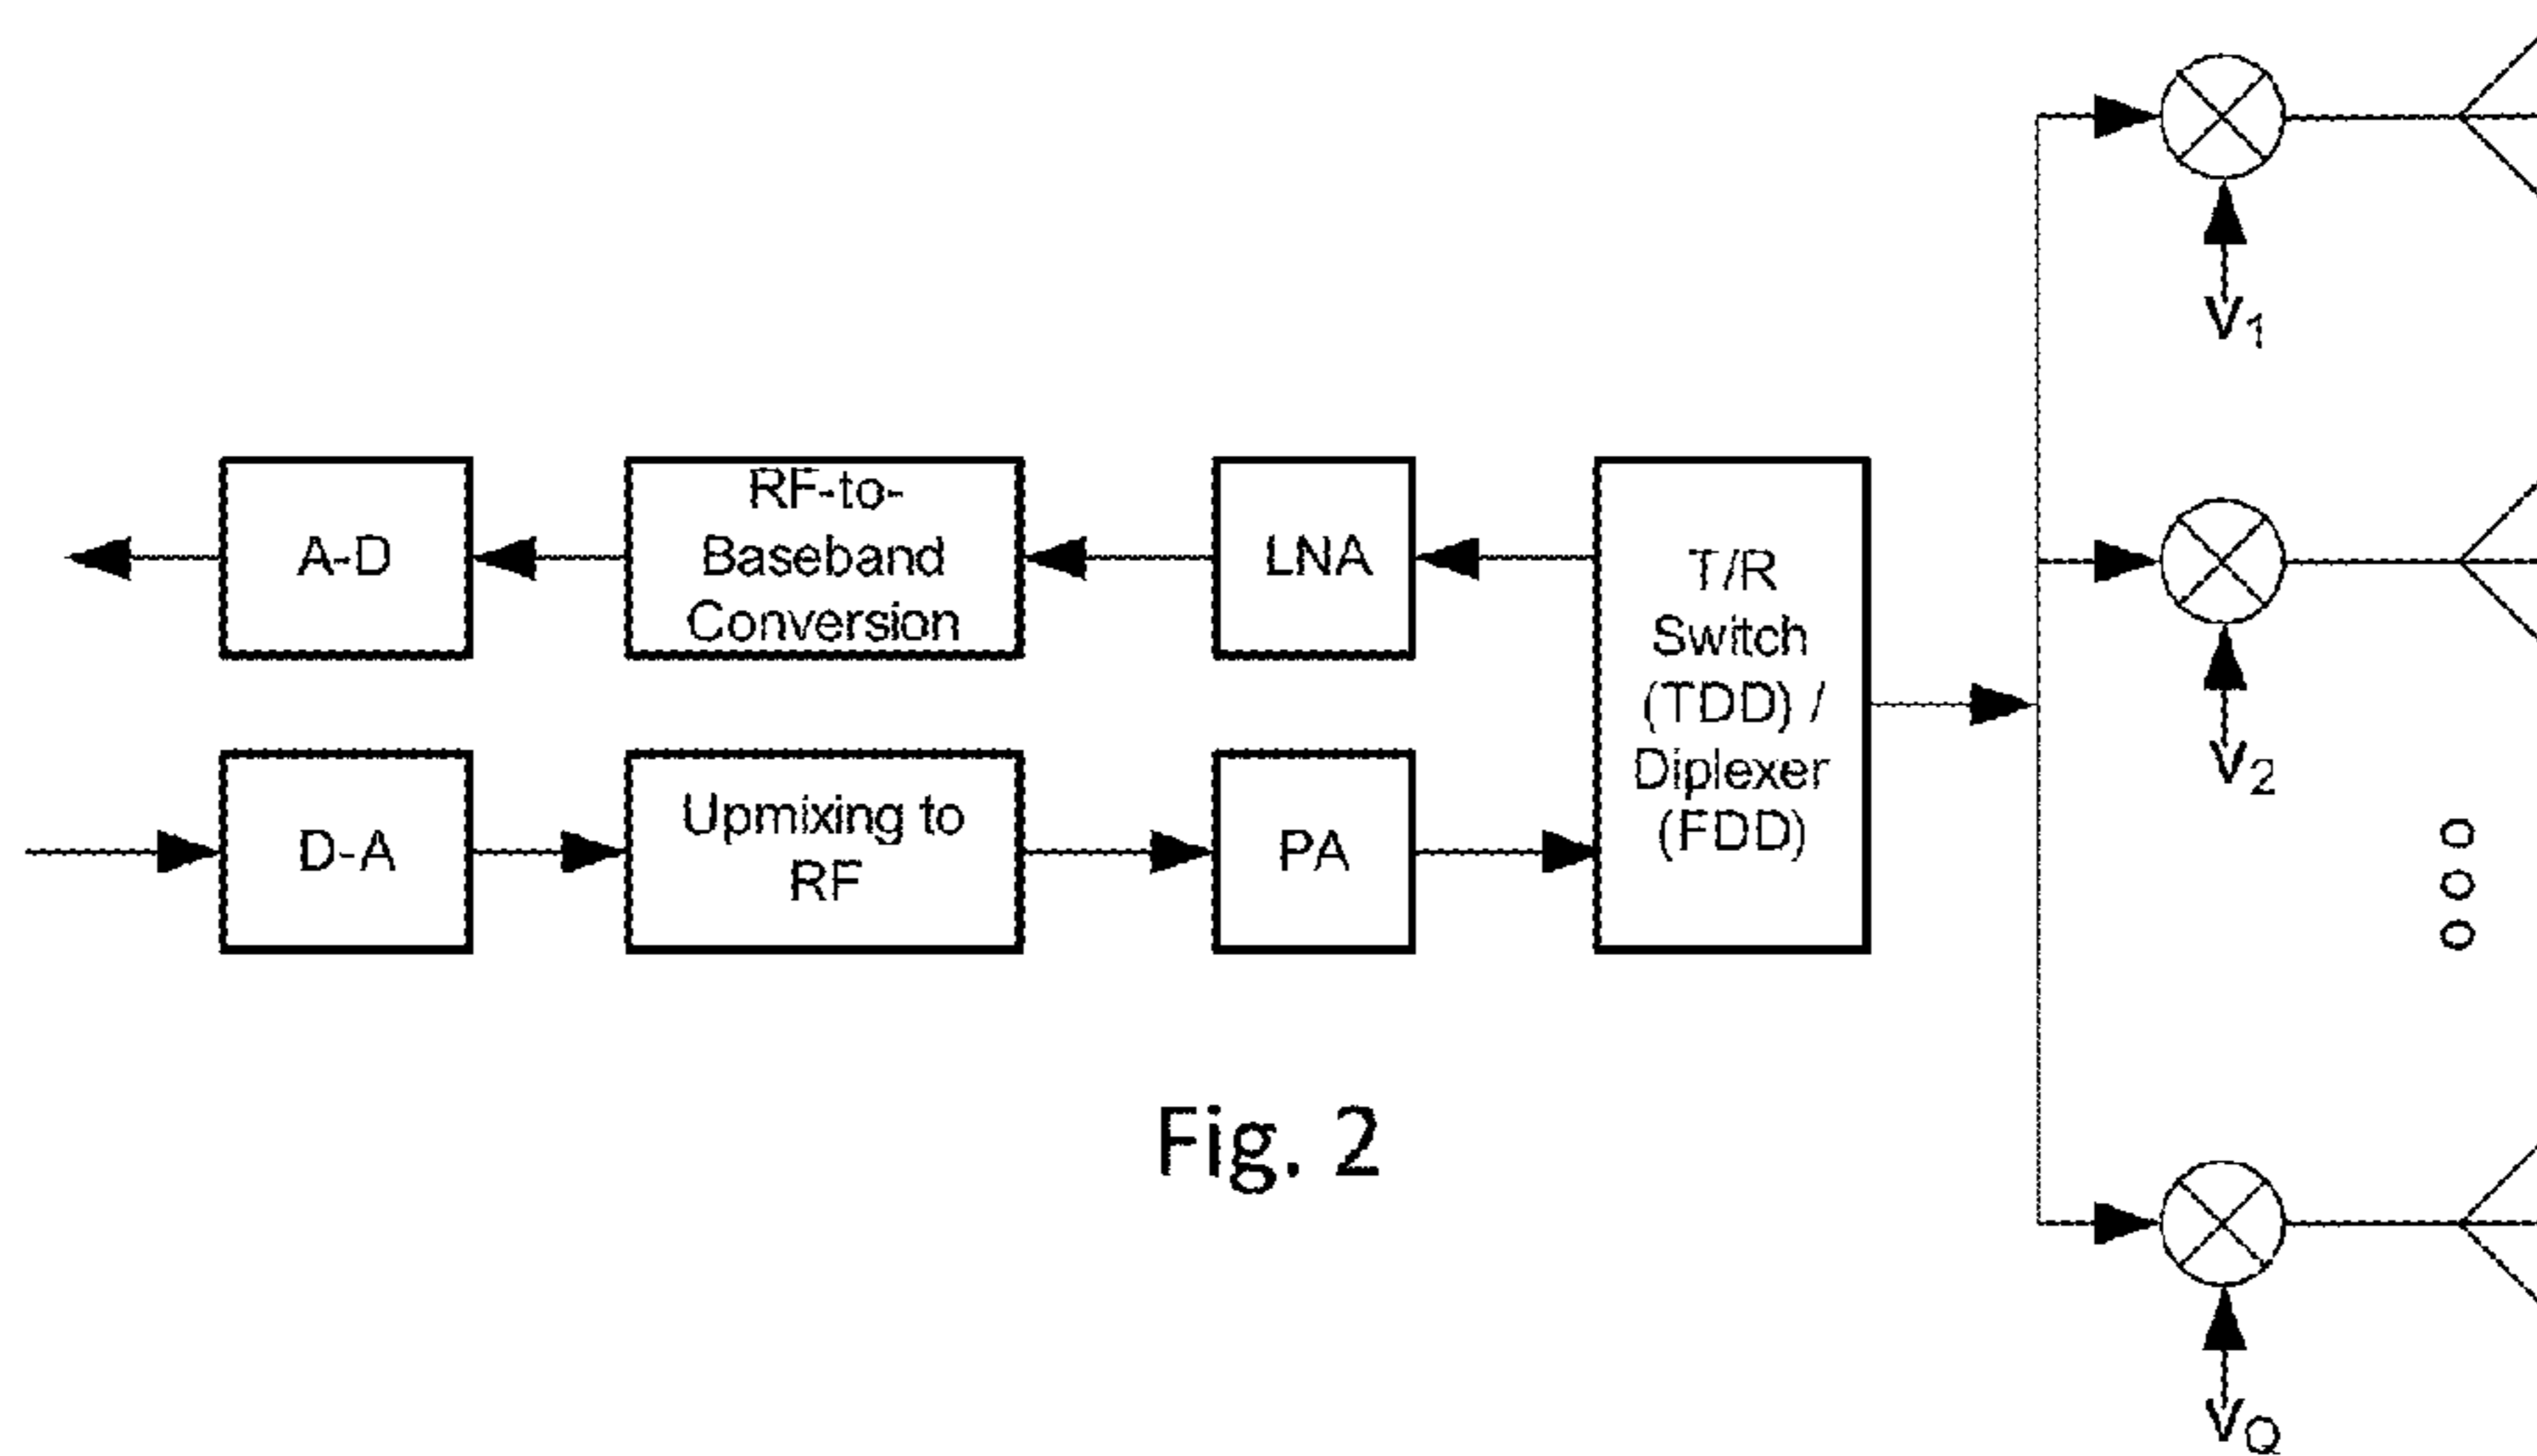 V1
A-D
RF-to-
Baseband
Conversion
LNA
T/R
Switch
(TDD) /
Diplexer
(FDD)
D-A
Upmixing to
RF
PA
V2
Fig. 2
VQ